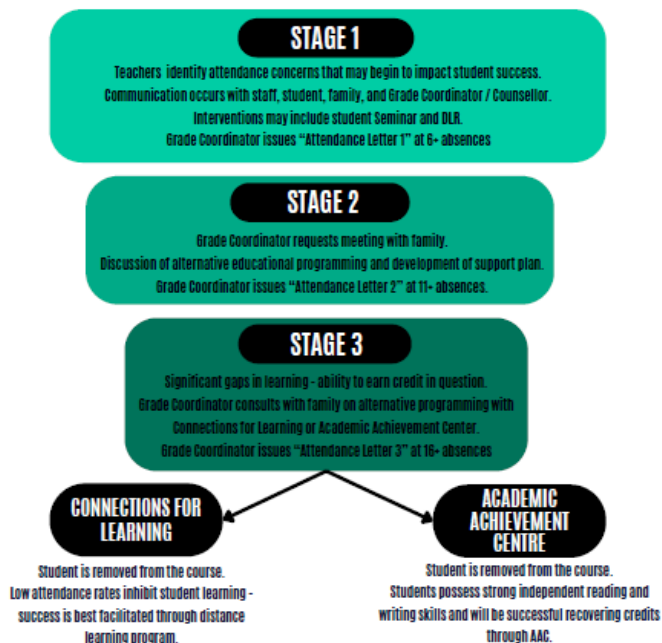 STAGE 1
Teachers identify attendance concerns that may begin to impact student success.
Communication occurs with staff, student, family, and Grade Coordinator / Counsellor.
Interventions may include student Seminar and DLR.
Grade Coordinator issues “Attendance Letter 1” at 6+ absences
STAGE 2
Grade Coordinator requests meeting with family.
Discussion of alternative educational programming and development of support plan.
Grade Coordinator issues “Attendance Letter 2” at 11+ absences.
STAGE 3
Significant gaps in learning - ability to earn credit in question.
Grade Coordinator consults with family on alternative programming with
Connections for Learning or Academic Achievement Center.
Grade Coordinator issues “Attendance Letter 3” at 16+ absences
CONNECTIONS FOR
LEARNING
Student is removed from the course.
Low attendance rates inhibit student learning -
success is best facilitated through distance
learning program.
ACADEMIC
ACHIEVEMENT
CENTRE
Student is removed from the course.
Students possess strong independent reading and
writing skills and will be successful recovering credits
through AAC.